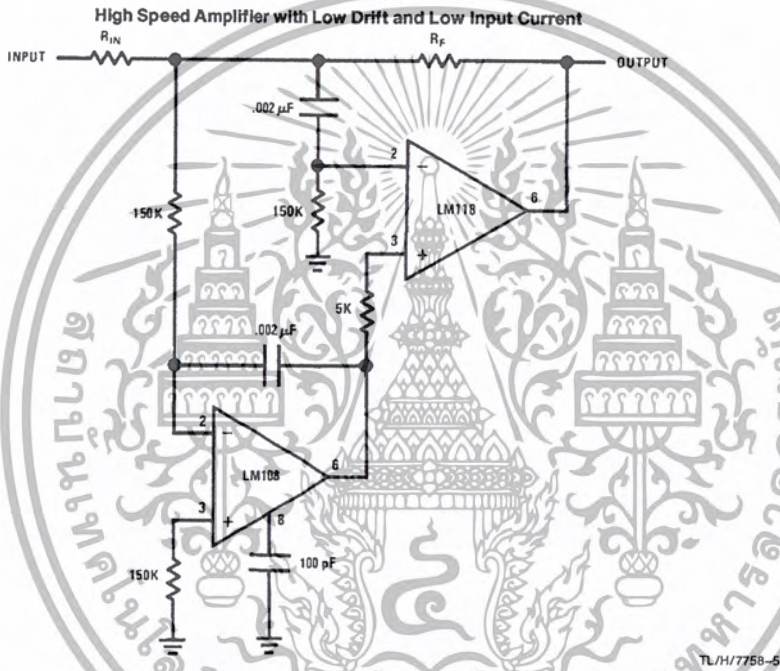 High Speed Amplifier with Low Drift and Low Input Current
INPUT
R_IN
R_F
OUTPUT
.002 µF
2
150K
150K
LM118
6
3
5K
.002 µF
2
LM108
6
3
8
150K
100 pF
TL/H/7758-2